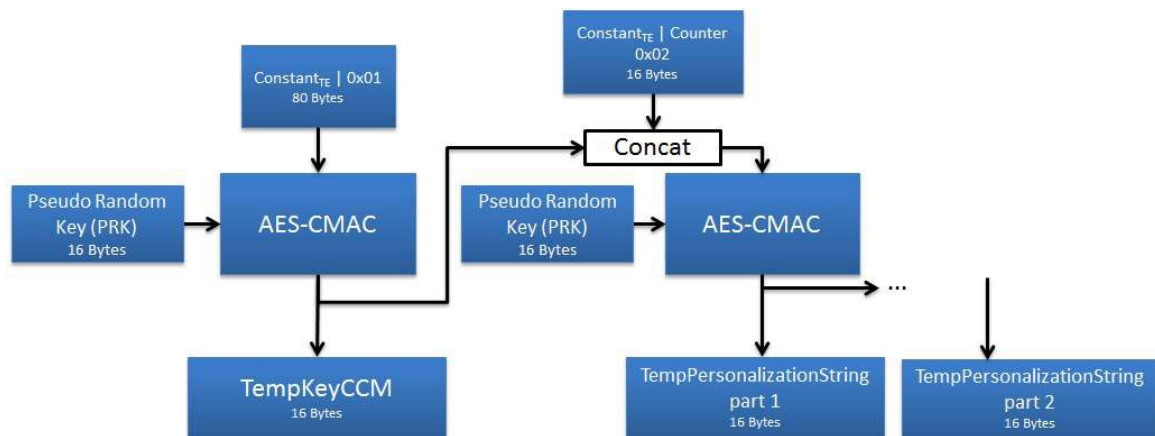 Constant_TE | 0x01
80 Bytes
Constant_TE | Counter
0x02
16 Bytes
Concat
Pseudo Random
Key (PRK)
16 Bytes
AES-CMAC
Pseudo Random
Key (PRK)
16 Bytes
AES-CMAC
...
TempKeyCCM
16 Bytes
TempPersonalizationString
part 1
16 Bytes
TempPersonalizationString
part 2
16 Bytes